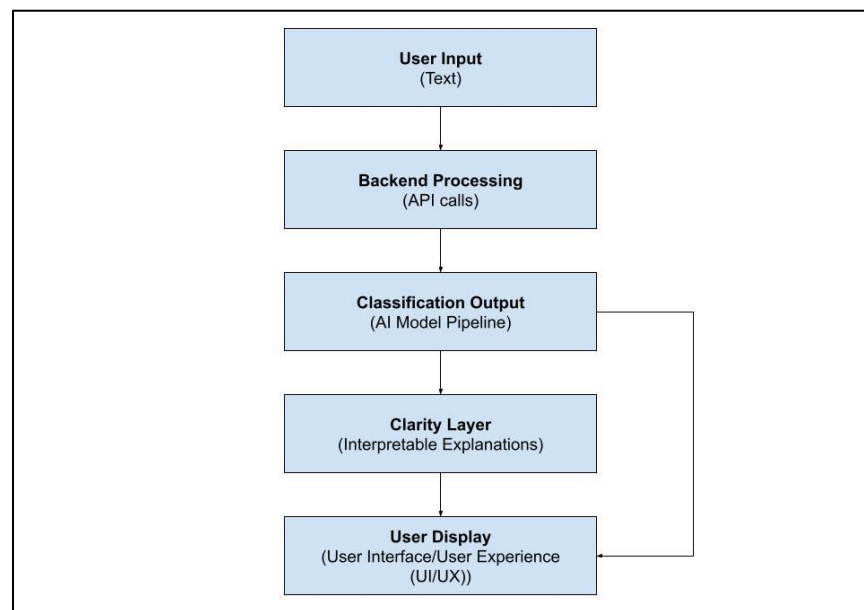 User Input
(Text)
Backend Processing
(API calls)
Classification Output
(AI Model Pipeline)
Clarity Layer
(Interpretable Explanations)
User Display
(User Interface/User Experience
(UI/UX))